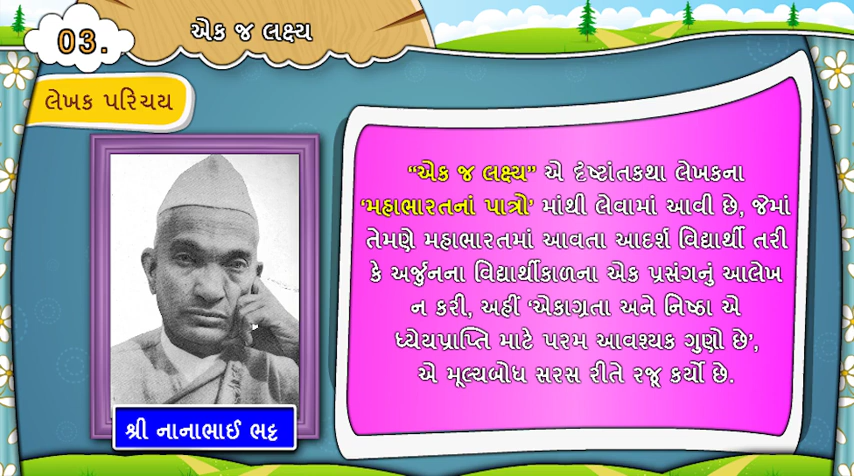 03.
એક જ લક્ષ્ય
લેખક પરિચય
“એક જ લક્ષ્ય” એ દૃષ્ટાંતકથા લેખકના
‘મહાભારતનાં પાત્રો’ માંથી લેવામાં આવી છે, જેમાં
તેમણે મહાભારતમાં આવતા આદર્શ વિદ્યાર્થી તરી
કે અર્જુનના વિદ્યાર્થીકાળના એક પ્રસંગનું આલેખ
ન કરી, અહીં ‘એકાગ્રતા અને નિષ્ઠા એ
ધ્યેયપ્રાપ્તિ માટે પરમ આવશ્યક ગુણો છે’,
એ મૂલ્યબોધ સરસ રીતે રજૂ કર્યો છે.
શ્રી નાનાભાઈ ભટ્ટ